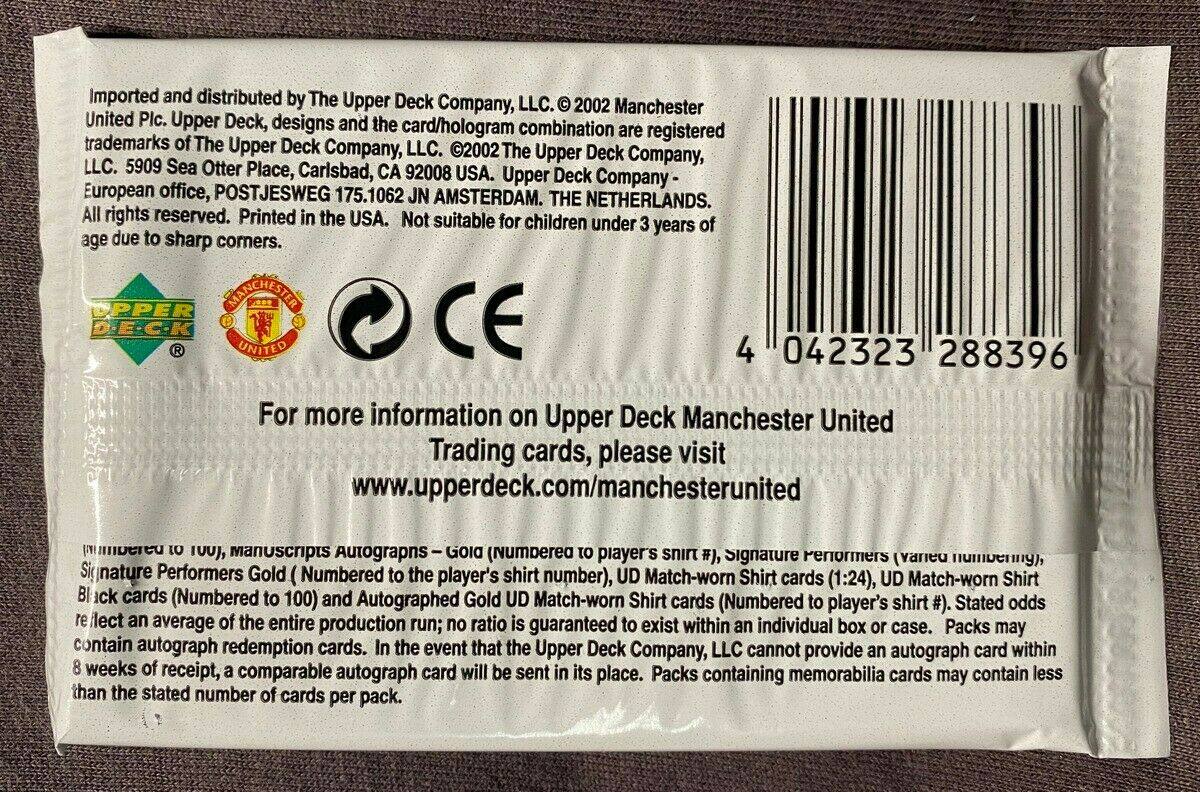 Imported and distributed by The Upper Deck Company, LLC. © 2002 Manchester
United Plc. Upper Deck, designs and the card/hologram combination are registered
trademarks of The Upper Deck Company, LLC. ©2002 The Upper Deck Company,
LLC. 5909 Sea Otter Place, Carlsbad, CA 92008 USA. Upper Deck Company -
European office, POSTJESWEG 175.1062 JN AMSTERDAM. THE NETHERLANDS.
All rights reserved. Printed in the USA. Not suitable for children under 3 years of
age due to sharp corners.
UPPER
D·E·C·K
®
MANCHESTER
UNITED
CE
4 042323 288396
For more information on Upper Deck Manchester United
Trading cards, please visit
www.upperdeck.com/manchesterunited
(Numbered to 100), Manuscripts Autographs – Gold (Numbered to player's shirt #), Signature Performers (Varied numbering),
Signature Performers Gold ( Numbered to the player's shirt number), UD Match-worn Shirt cards (1:24), UD Match-worn Shirt
Black cards (Numbered to 100) and Autographed Gold UD Match-worn Shirt cards (Numbered to player's shirt #). Stated odds
reflect an average of the entire production run; no ratio is guaranteed to exist within an individual box or case. Packs may
contain autograph redemption cards. In the event that the Upper Deck Company, LLC cannot provide an autograph card within
8 weeks of receipt, a comparable autograph card will be sent in its place. Packs containing memorabilia cards may contain less
than the stated number of cards per pack.